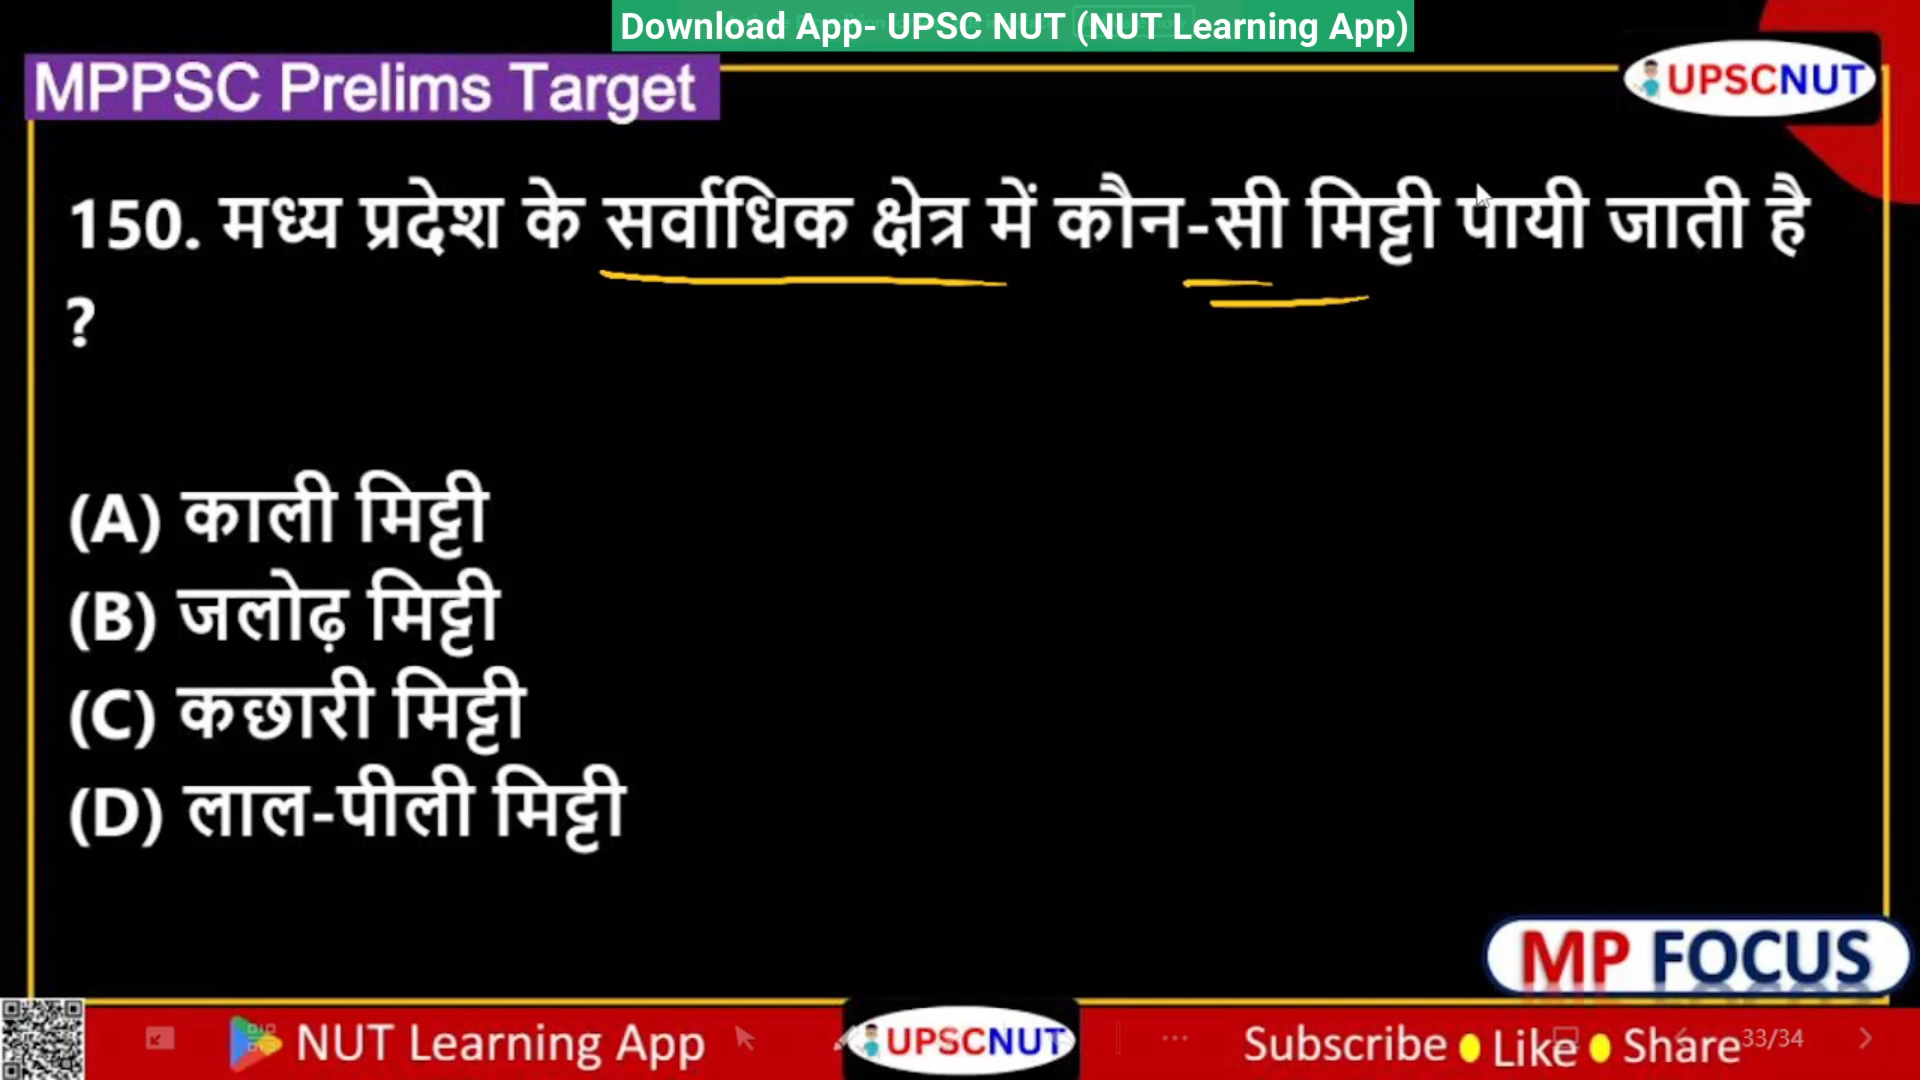 Download App- UPSC NUT (NUT Learning App)
MPPSC Prelims Target
UPSCNUT
150. मध्य प्रदेश के सर्वाधिक क्षेत्र में कौन-सी मिट्टी पायी जाती है
?
(A) काली मिट्टी
(B) जलोढ़ मिट्टी
(C) कछारी मिट्टी
(D) लाल-पीली मिट्टी
MP FOCUS
NUT Learning App
UPSCNUT
Subscribe Like Share
33/34